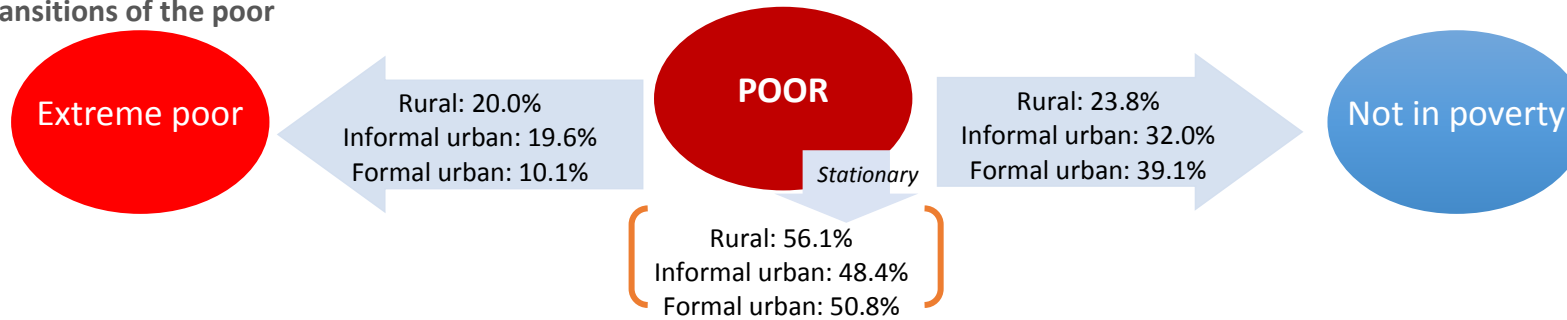 ansitions of the poor
Extreme poor
Rural: 20.0%
Informal urban: 19.6%
Formal urban: 10.1%
POOR
Stationary
Rural: 56.1%
Informal urban: 48.4%
Formal urban: 50.8%
Rural: 23.8%
Informal urban: 32.0%
Formal urban: 39.1%
Not in poverty